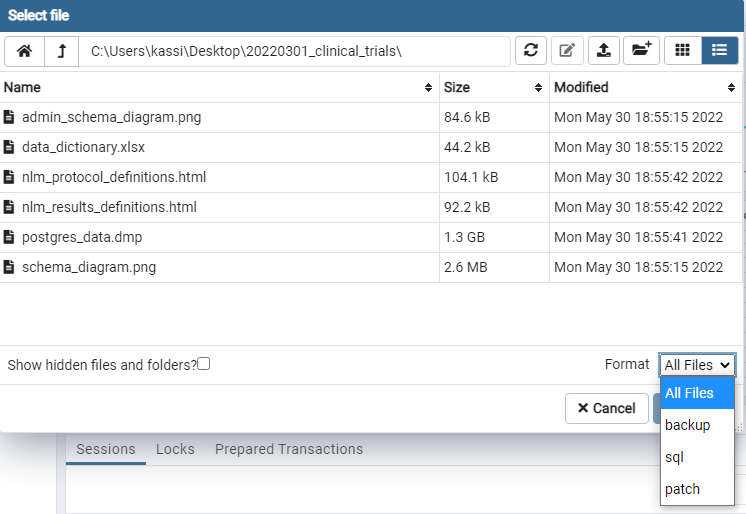 Select file
C:\Users\kassi\Desktop\20220301_clinical_trials\
Name Size Modified
admin_schema_diagram.png 84.6 kB Mon May 30 18:55:15 2022
data_dictionary.xlsx 44.2 kB Mon May 30 18:55:15 2022
nlm_protocol_definitions.html 104.1 kB Mon May 30 18:55:42 2022
nlm_results_definitions.html 92.2 kB Mon May 30 18:55:42 2022
postgres_data.dmp 1.3 GB Mon May 30 18:55:41 2022
schema_diagram.png 2.6 MB Mon May 30 18:55:15 2022
Show hidden files and folders? Format All Files
All Files
Cancel
backup
Sessions Locks Prepared Transactions
sql
patch